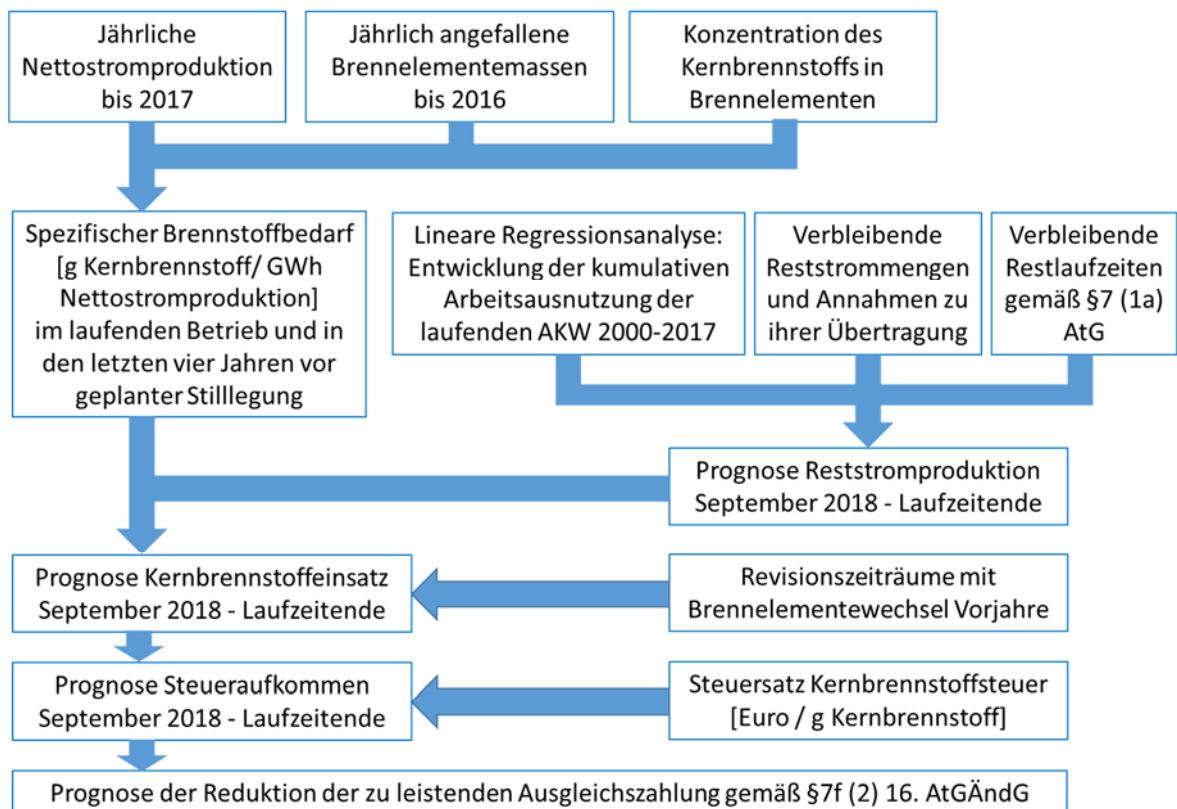 Jährliche
Nettostromproduktion
bis 2017
Jährlich angefallene
Brennelementemassen
bis 2016
Konzentration des
Kernbrennstoffs in
Brennelementen
Spezifischer Brennstoffbedarf
[g Kernbrennstoff/ GWh
Nettostromproduktion]
im laufenden Betrieb und in
den letzten vier Jahren vor
geplanter Stilllegung
Lineare Regressionsanalyse:
Entwicklung der kumulativen
Arbeitsausnutzung der
laufenden AKW 2000-2017
Verbleibende
Reststrommengen
und Annahmen zu
ihrer Übertragung
Verbleibende
Restlaufzeiten
gemäß §7 (1a)
AtG
Prognose Reststromproduktion
September 2018 - Laufzeitende
Prognose Kernbrennstoffeinsatz
September 2018 - Laufzeitende
Revisionszeiträume mit
Brennelementewechsel Vorjahre
Prognose Steueraufkommen
September 2018 - Laufzeitende
Steuersatz Kernbrennstoffsteuer
[Euro / g Kernbrennstoff]
Prognose der Reduktion der zu leistenden Ausgleichszahlung gemäß §7f (2) 16. AtGÄndG